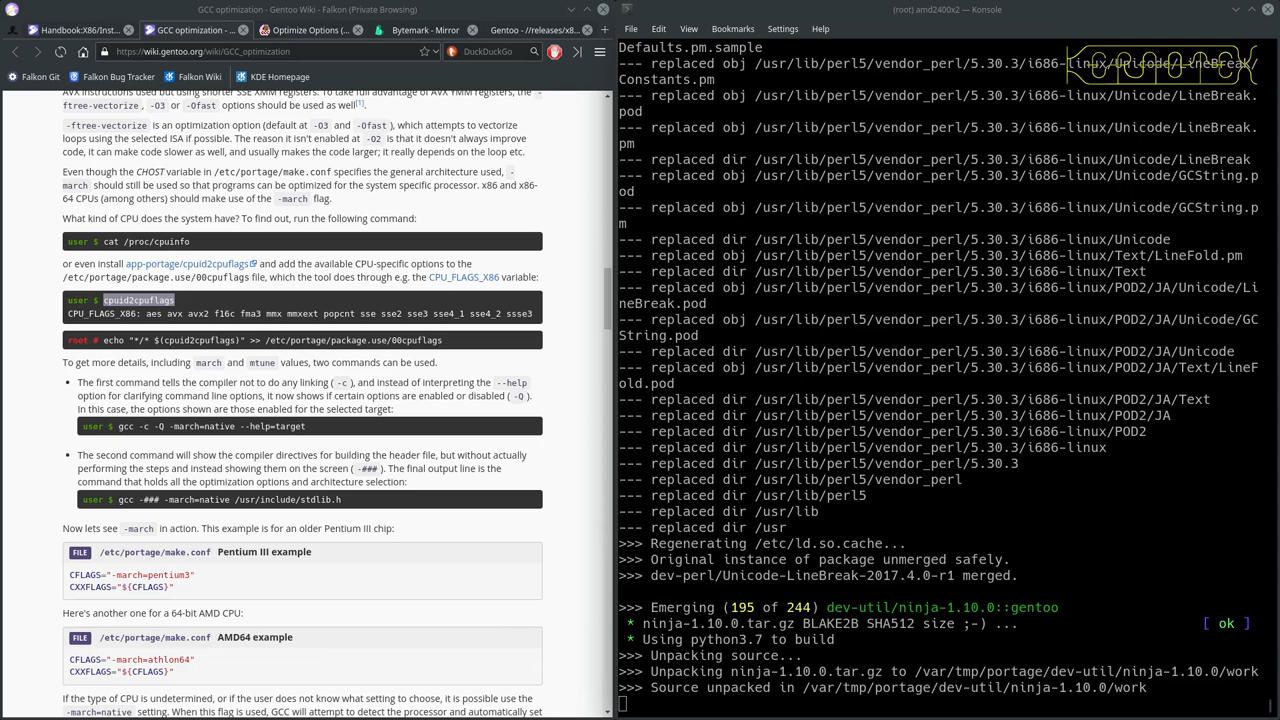 GCC optimization - Gentoo Wiki - Falkon (Private Browsing)
Handbook:X86/Inst...
GCC optimization - ...
Optimize Options (...
Bytemark - Mirror
Gentoo - //releases/x8...
https://wiki.gentoo.org/wiki/GCC_optimization
DuckDuckGo
Falkon Git
Falkon Bug Tracker
Falkon Wiki
KDE Homepage
AVX instructions used but using shorter SSE XMM registers. To take full advantage of AVX YMM registers, the -
ftree-vectorize, -O3 or -Ofast options should be used as well[1].
-ftree-vectorize is an optimization option (default at -O3 and -Ofast), which attempts to vectorize
loops using the selected ISA if possible. The reason it isn't enabled at -O2 is that it doesn't always improve
code, it can make code slower as well, and usually makes the code larger; it really depends on the loop etc.
Even though the CHOST variable in /etc/portage/make.conf specifies the general architecture used, -
march should still be used so that programs can be optimized for the system specific processor. x86 and x86-
64 CPUs (among others) should make use of the -march flag.
What kind of CPU does the system have? To find out, run the following command:
user $ cat /proc/cpuinfo
or even install app-portage/cpuid2cpuflags and add the available CPU-specific options to the
/etc/portage/package.use/00cpuflags file, which the tool does through e.g. the CPU_FLAGS_X86 variable:
user $ cpuid2cpuflags
CPU_FLAGS_X86: aes avx avx2 f16c fma3 mmx mmxext popcnt sse sse2 sse3 sse4_1 sse4_2 ssse3
root # echo "*/* $(cpuid2cpuflags)" >> /etc/portage/package.use/00cpuflags
To get more details, including march and mtune values, two commands can be used.
• The first command tells the compiler not to do any linking (-c), and instead of interpreting the --help
option for clarifying command line options, it now shows if certain options are enabled or disabled (-Q).
In this case, the options shown are those enabled for the selected target:
user $ gcc -c -Q -march=native --help=target
• The second command will show the compiler directives for building the header file, but without actually
performing the steps and instead showing them on the screen (-###). The final output line is the
command that holds all the optimization options and architecture selection:
user $ gcc -### -march=native /usr/include/stdlib.h
Now lets see -march in action. This example is for an older Pentium III chip:
FILE /etc/portage/make.conf Pentium III example
CFLAGS="-march=pentium3"
CXXFLAGS="${CFLAGS}"
Here's another one for a 64-bit AMD CPU:
FILE /etc/portage/make.conf AMD64 example
CFLAGS="-march=athlon64"
CXXFLAGS="${CFLAGS}"
If the type of CPU is undetermined, or if the user does not know what setting to choose, it is possible use the
-march=native setting. When this flag is used, GCC will attempt to detect the processor and automatically set
(root) amd2400x2 — Konsole
File Edit View Bookmarks Settings Help
Defaults.pm.sample
--- replaced obj /usr/lib/perl5/vendor_perl/5.30.3/i686-linux/Unicode/LineBreak/
Constants.pm
--- replaced obj /usr/lib/perl5/vendor_perl/5.30.3/i686-linux/Unicode/LineBreak.
pod
--- replaced obj /usr/lib/perl5/vendor_perl/5.30.3/i686-linux/Unicode/LineBreak.
pm
--- replaced dir /usr/lib/perl5/vendor_perl/5.30.3/i686-linux/Unicode/LineBreak
--- replaced obj /usr/lib/perl5/vendor_perl/5.30.3/i686-linux/Unicode/GCString.p
od
--- replaced obj /usr/lib/perl5/vendor_perl/5.30.3/i686-linux/Unicode/GCString.p
m
--- replaced dir /usr/lib/perl5/vendor_perl/5.30.3/i686-linux/Unicode
--- replaced obj /usr/lib/perl5/vendor_perl/5.30.3/i686-linux/Text/LineFold.pm
--- replaced dir /usr/lib/perl5/vendor_perl/5.30.3/i686-linux/Text
--- replaced obj /usr/lib/perl5/vendor_perl/5.30.3/i686-linux/POD2/JA/Unicode/Li
neBreak.pod
--- replaced obj /usr/lib/perl5/vendor_perl/5.30.3/i686-linux/POD2/JA/Unicode/GC
String.pod
--- replaced dir /usr/lib/perl5/vendor_perl/5.30.3/i686-linux/POD2/JA/Unicode
--- replaced obj /usr/lib/perl5/vendor_perl/5.30.3/i686-linux/POD2/JA/Text/LineF
old.pod
--- replaced dir /usr/lib/perl5/vendor_perl/5.30.3/i686-linux/POD2/JA/Text
--- replaced dir /usr/lib/perl5/vendor_perl/5.30.3/i686-linux/POD2/JA
--- replaced dir /usr/lib/perl5/vendor_perl/5.30.3/i686-linux/POD2
--- replaced dir /usr/lib/perl5/vendor_perl/5.30.3/i686-linux
--- replaced dir /usr/lib/perl5/vendor_perl/5.30.3
--- replaced dir /usr/lib/perl5/vendor_perl
--- replaced dir /usr/lib/perl5
--- replaced dir /usr/lib
--- replaced dir /usr
>>> Regenerating /etc/ld.so.cache...
>>> Original instance of package unmerged safely.
>>> dev-perl/Unicode-LineBreak-2017.4.0-r1 merged.
>>> Emerging (195 of 244) dev-util/ninja-1.10.0::gentoo
* ninja-1.10.0.tar.gz BLAKE2B SHA512 size ;-) ... [ ok ]
* Using python3.7 to build
>>> Unpacking source...
>>> Unpacking ninja-1.10.0.tar.gz to /var/tmp/portage/dev-util/ninja-1.10.0/work
>>> Source unpacked in /var/tmp/portage/dev-util/ninja-1.10.0/work